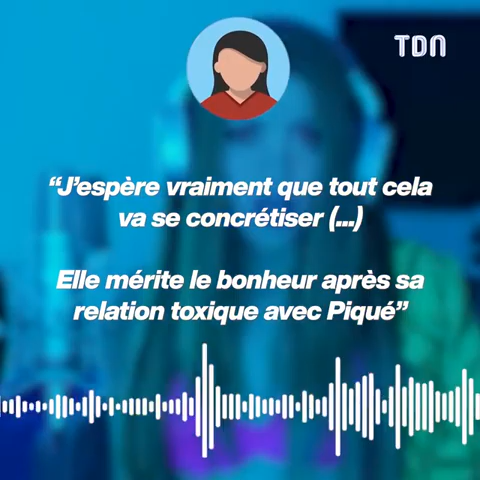 TDN
“J’espère vraiment que tout cela
va se concrétiser (...)
Elle mérite le bonheur après sa
relation toxique avec Piqué”